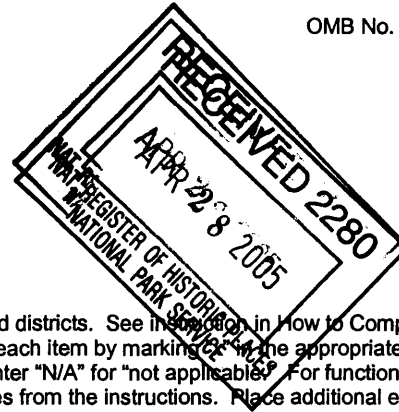 OMB No.
RECEIVED 2280
APR 28 2005
NAT. REGISTER OF HISTORIC PLACES
NATIONAL PARK SERVICE
d districts. See instruction in How to Comp
each item by marking "x" in the appropriate
nter "N/A" for "not applicable." For function
es from the instructions. Place additional e